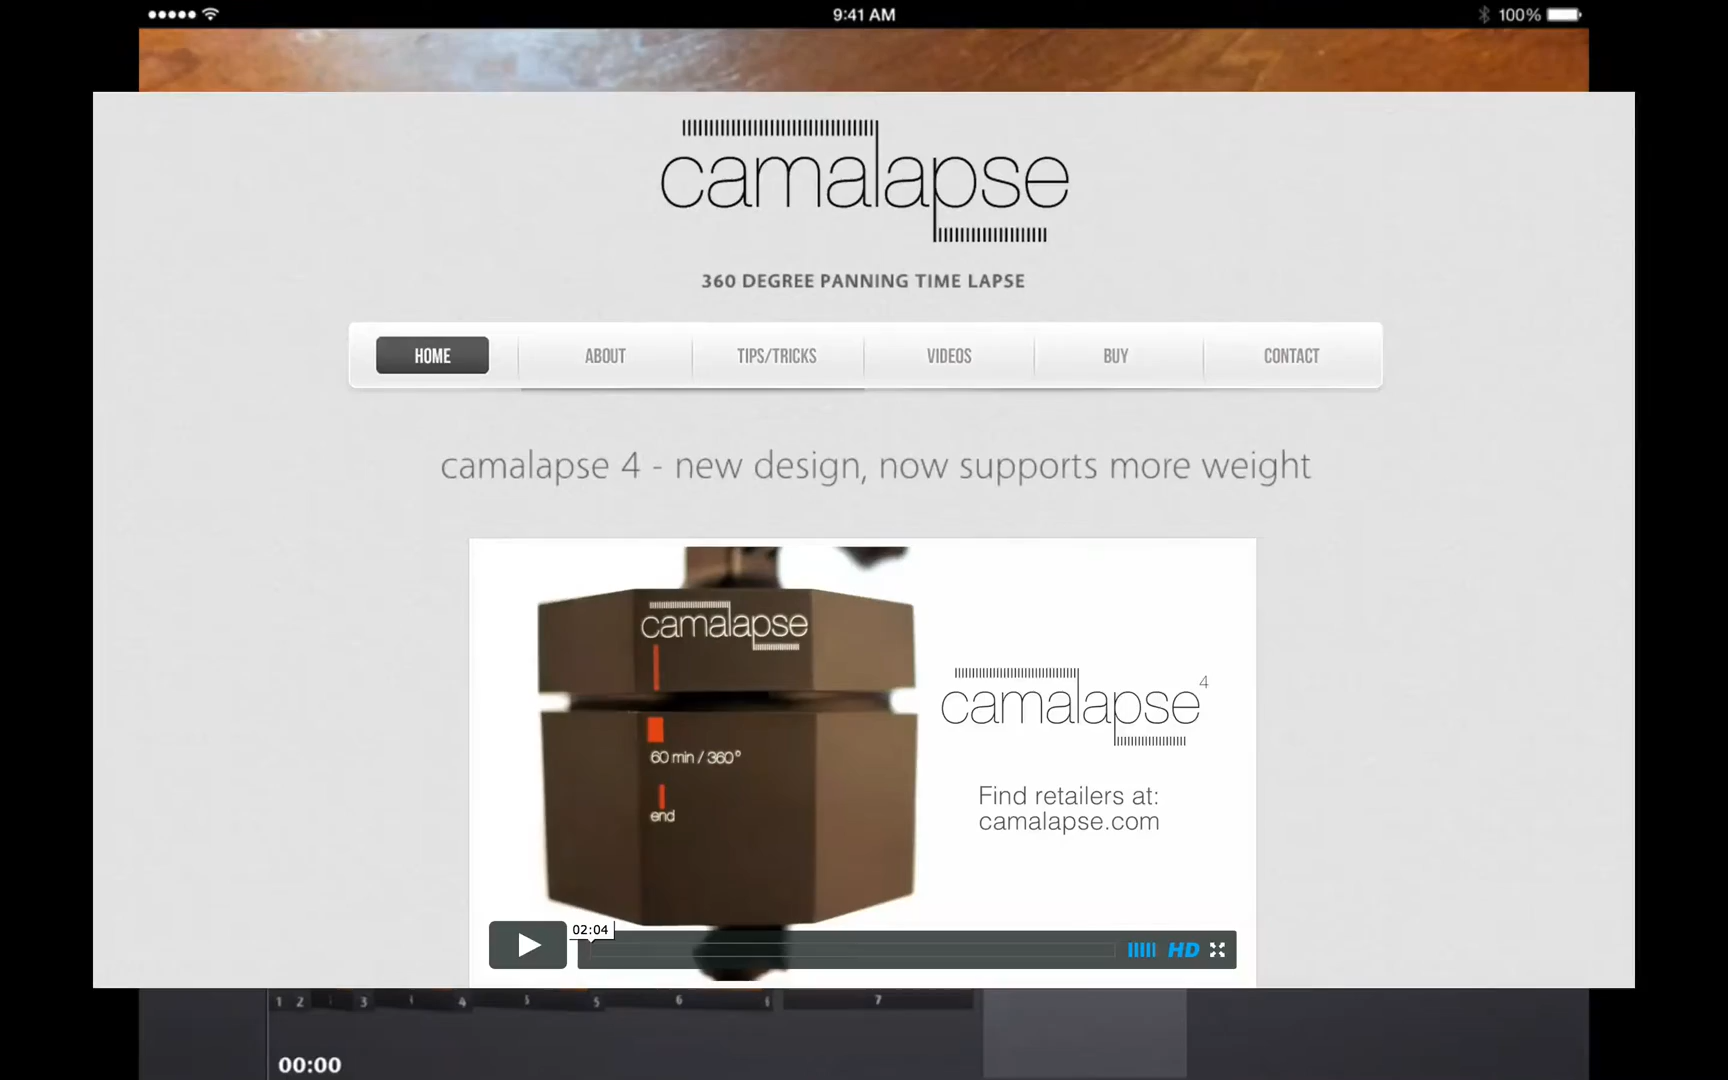 9:41 AM
100%
camalapse
360 DEGREE PANNING TIME LAPSE
HOME
ABOUT
TIPS/TRICKS
VIDEOS
BUY
CONTACT
camalapse 4 - new design, now supports more weight
camalapse
60 min / 360°
end
camalapse 4
Find retailers at:
camalapse.com
02:04
HD
1 2 3 4 5 6 7
00:00